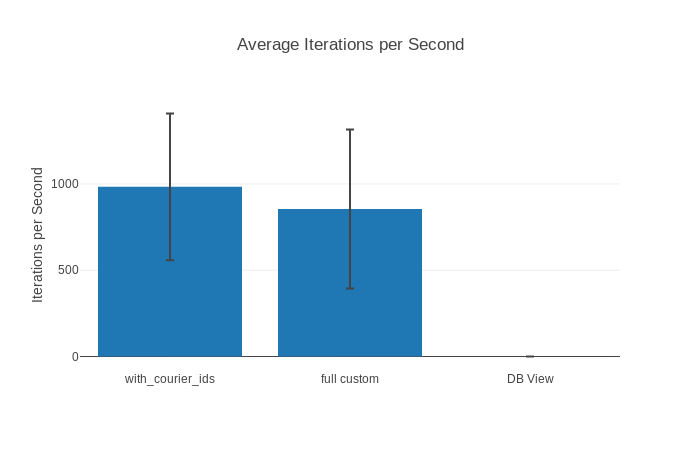 Average Iterations per Second
Iterations per Second
1000
500
0
with_courier_ids
full custom
DB View